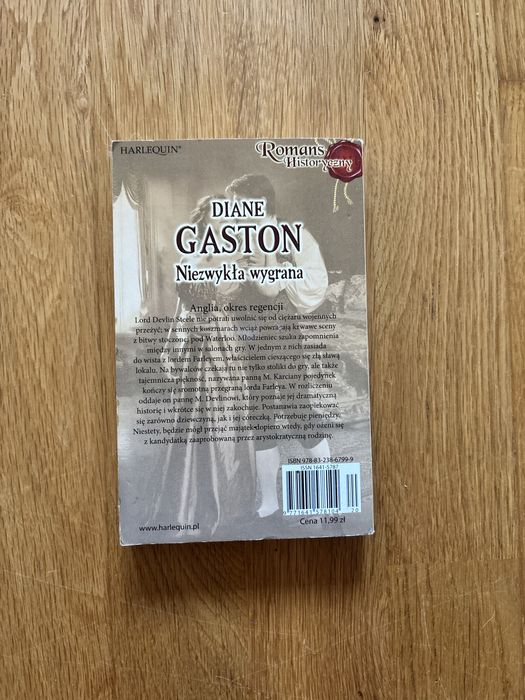 HARLEQUIN®
Romans
Historyczny
DIANE
GASTON
Niezwykła wygrana
Anglia, okres regencji
Lord Devlin Steele nie potrafi uwolnić się od ciężaru wojennych
przeżyć; w sennych koszmarach wciąż powracają krwawe sceny
z bitwy stoczonej pod Waterloo. Młodzieniec szuka zapomnienia
między innymi w salonach gry. W jednym z nich zasiada
do wista z lordem Farleyem, właścicielem cieszącego się złą sławą
lokalu. Na bywalców czekają tu nie tylko stoliki do gry, ale także
tajemnicza piękność, nazywana panną M. Karciany pojedynek
kończy się sromotną przegraną lorda Farleya. W rozliczeniu
oddaje on pannę M. Devlinowi, który poznaje jej dramatyczną
historię i wkrótce się w niej zakochuje. Postanawia zaopiekować
się zarówno dziewczyną, jak i jej córeczką. Potrzebuje pieniędzy.
Niestety, będzie mógł przejąć majątek dopiero wtedy, gdy ożeni się
z kandydatką zaaprobowaną przez arystokratyczną rodzinę.
ISBN 978-83-238-6799-9
ISSN 1641-5787
9 771641 578104
20
www.harlequin.pl
Cena 11,99 zł